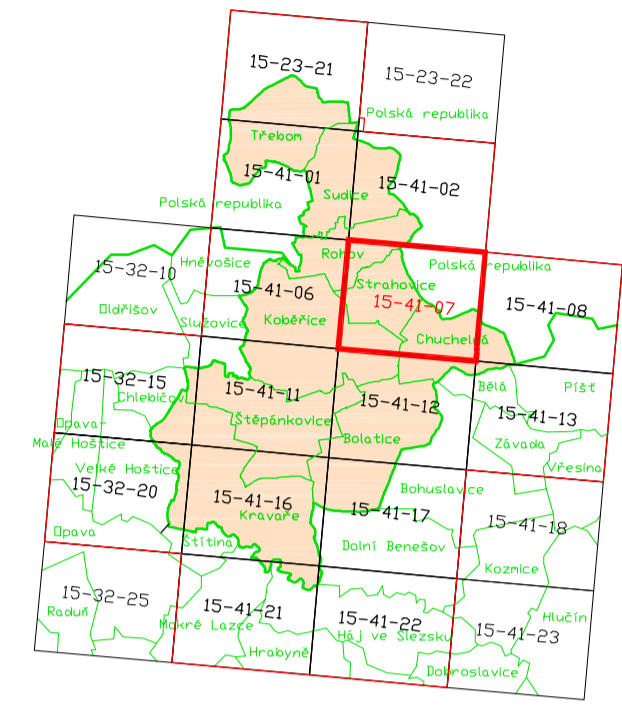 15-23-21
15-23-22
Polská republika
Třebom
15-41-01
15-41-02
Sudice
Polská republika
Rohov
Polská republika
Hněvošice
15-32-10
Strahovice
15-41-06
15-41-07
15-41-08
Oldřišov
Služovice
Kobeřice
Chuchelná
15-32-15
Chlebičov
15-41-11
15-41-12
Bělá
Píšť
15-41-13
Opava-
Malé Hoštice
Štěpánkovice
Bolatice
Závada
Vřesina
Velké Hoštice
15-32-20
15-41-16
Kravaře
Bohuslavice
15-41-17
15-41-18
Opava
Štítina
Dolní Benešov
Kozmice
15-32-25
Raduň
15-41-21
Mokré Lazce
15-41-22
Háj ve Slezsku
15-41-23
Hlučín
Hrabyně
Dobroslavice